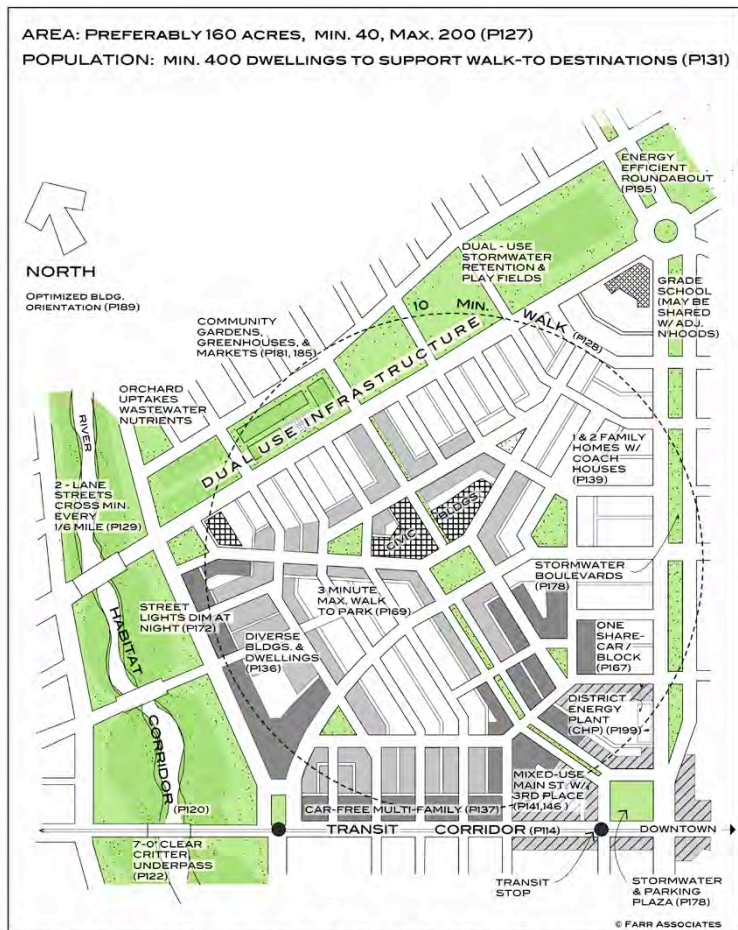 AREA: PREFERABLY 160 ACRES, MIN. 40, MAX. 200 (P127)
POPULATION: MIN. 400 DWELLINGS TO SUPPORT WALK-TO DESTINATIONS (P131)
ENERGY
EFFICIENT
ROUNDABOUT
(P195)
NORTH
OPTIMIZED BLDG.
ORIENTATION (P189)
DUAL - USE
STORMWATER
RETENTION &
PLAY FIELDS
GRADE
SCHOOL
(MAY BE
SHARED
W/ ADJ.
N'HOODS)
COMMUNITY
GARDENS,
GREENHOUSES, &
MARKETS (P181, 185)
10 MIN. WALK (P128)
DUAL USE INFRASTRUCTURE
ORCHARD
UPTAKES
WASTEWATER
NUTRIENTS
RIVER
2 - LANE
STREETS
CROSS MIN.
EVERY
1/6 MILE (P129)
1 & 2 FAMILY
HOMES W/
COACH
HOUSES
(P139)
CIVIC BLDGS.
STORMWATER
BOULEVARDS
(P178)
3 MINUTE
MAX. WALK
TO PARK (P169)
STREET
LIGHTS DIM AT
NIGHT (P172)
HABITAT
CORRIDOR
DIVERSE
BLDGS. &
DWELLINGS
(P136)
ONE
SHARE-
CAR /
BLOCK
(P167)
DISTRICT
ENERGY
PLANT
(CHP) (P199)
MIXED-USE
MAIN ST. W/
3RD PLACE
(P141,146)
(P120)
CAR-FREE MULTI-FAMILY (P137)
TRANSIT CORRIDOR (P114)
DOWNTOWN
7'-0" CLEAR
CRITTER
UNDERPASS
(P122)
TRANSIT
STOP
STORMWATER
& PARKING
PLAZA (P178)
© FARR ASSOCIATES